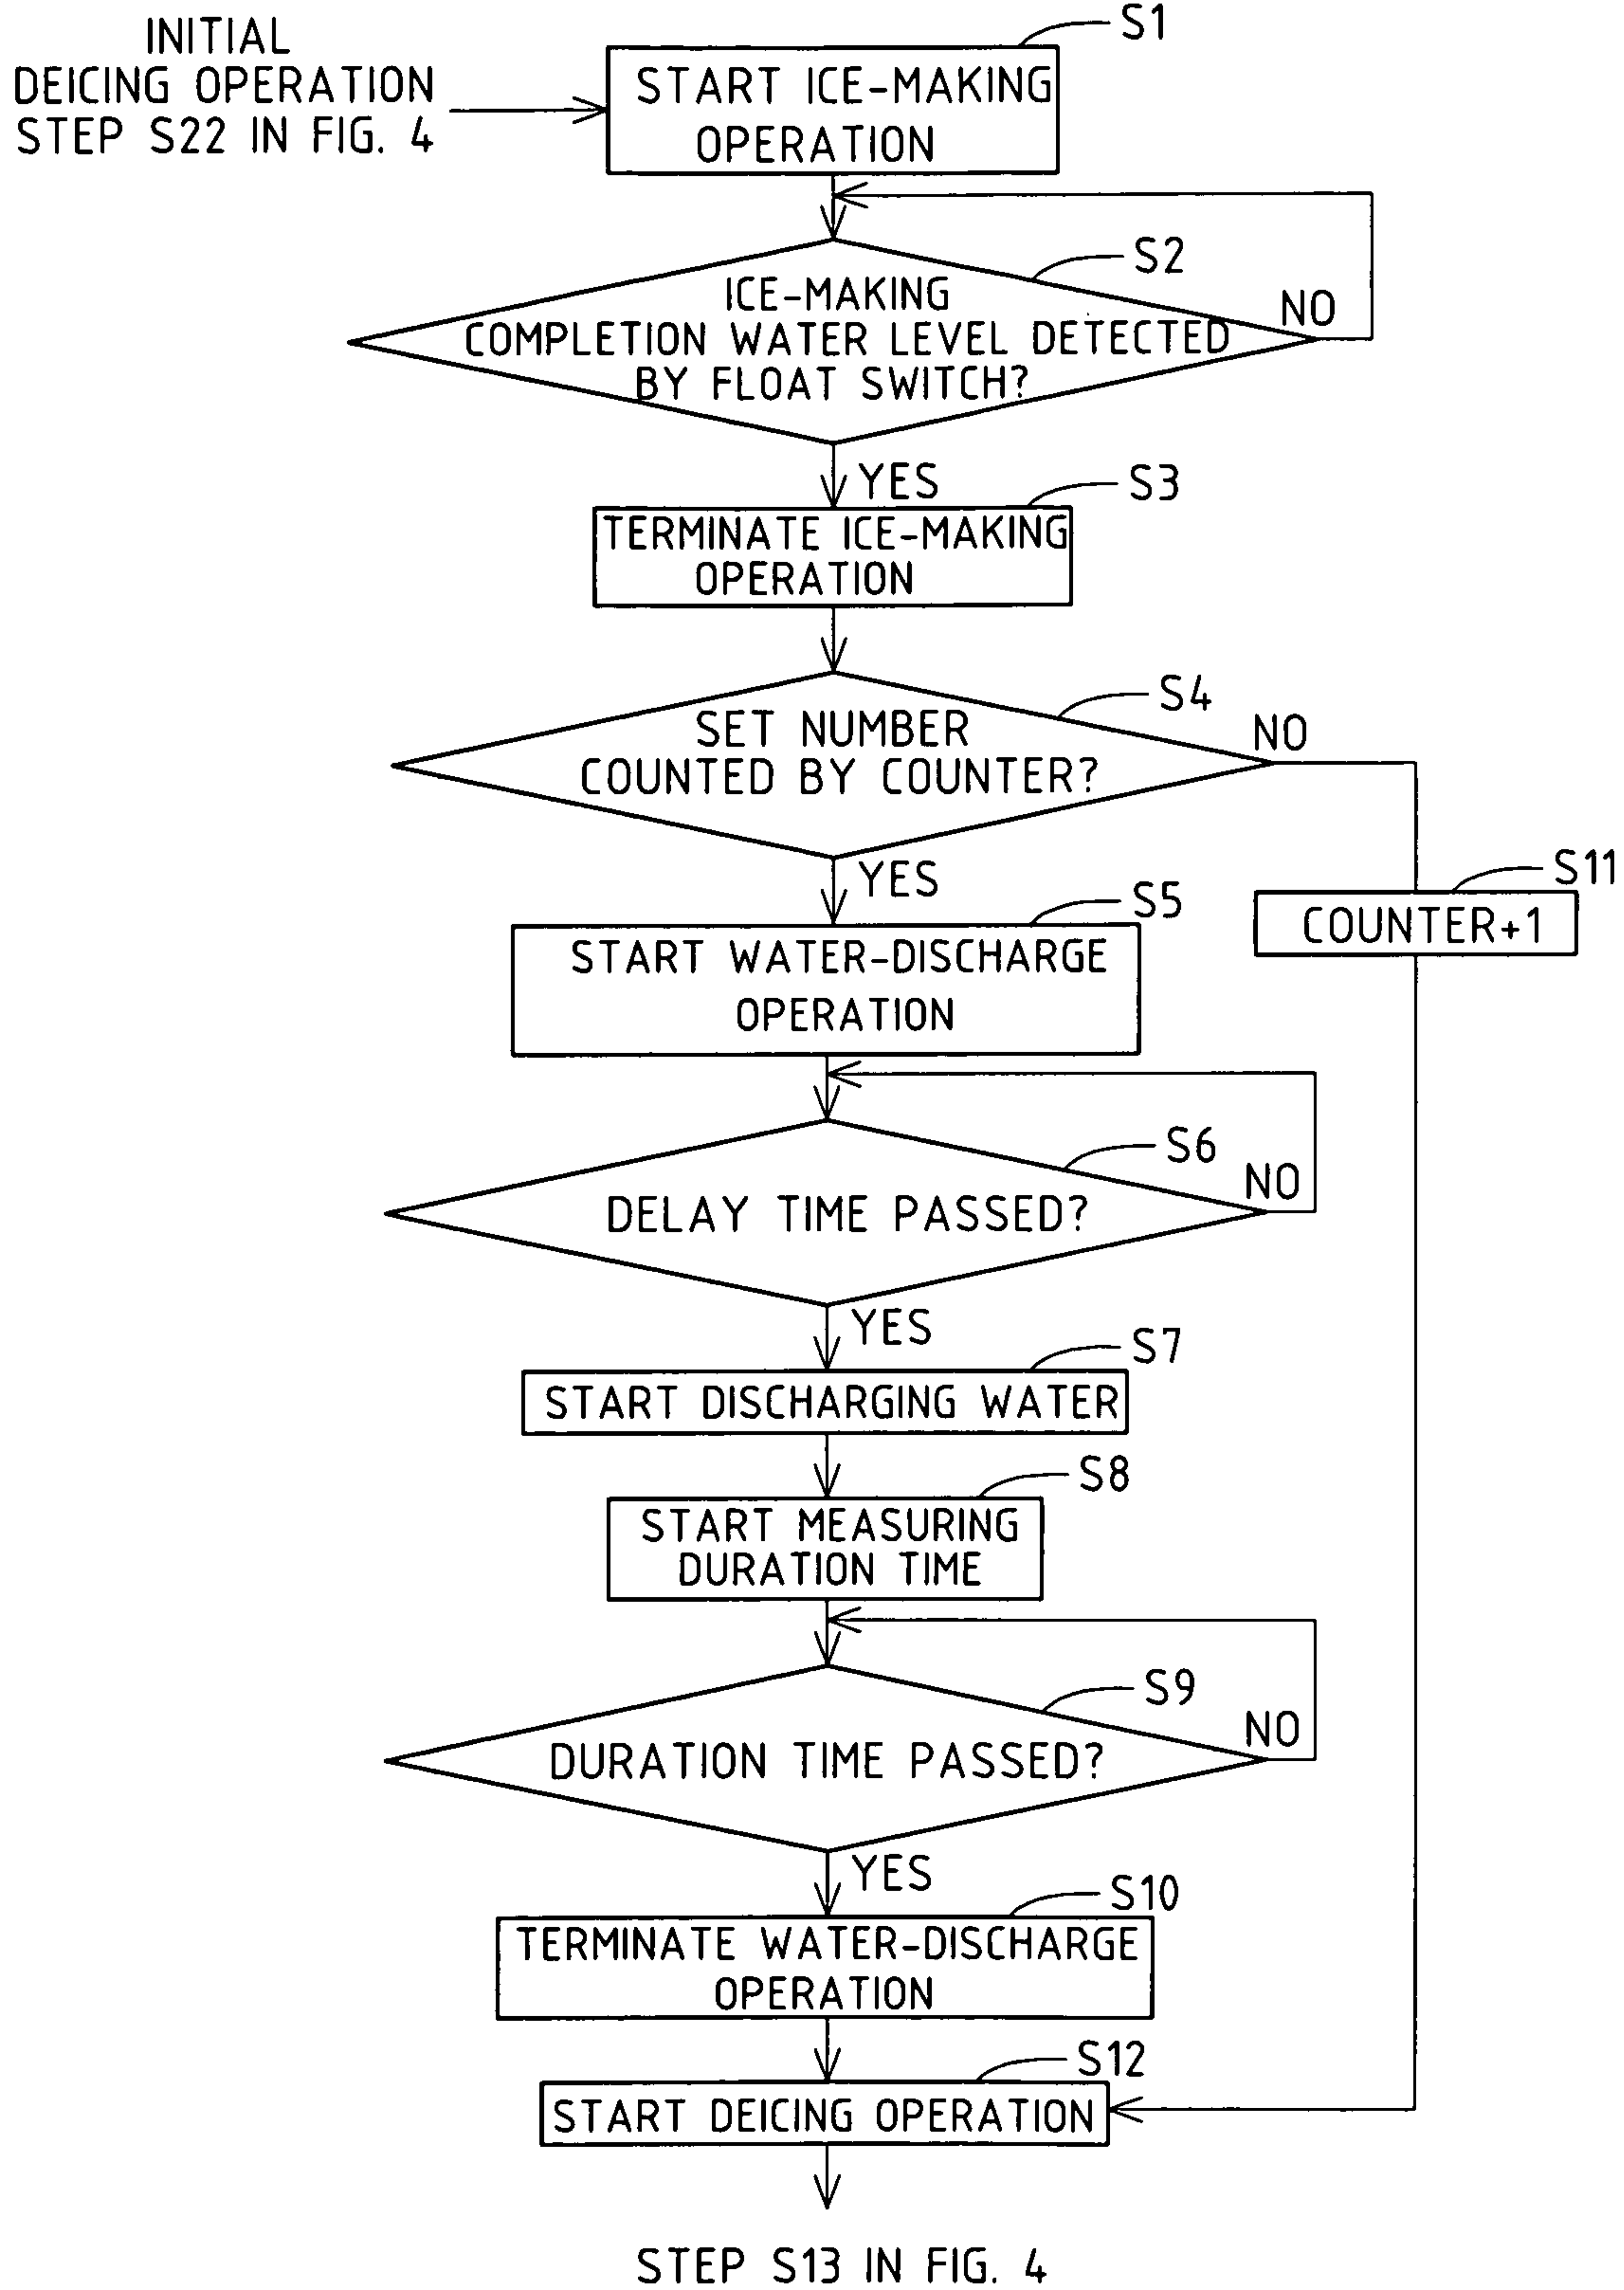 INITIAL
DEICING OPERATION
STEP S22 IN FIG. 4
S1
START ICE-MAKING
OPERATION
S2
ICE-MAKING
COMPLETION WATER LEVEL DETECTED
BY FLOAT SWITCH?
NO
YES
S3
TERMINATE ICE-MAKING
OPERATION
S4
SET NUMBER
COUNTED BY COUNTER?
NO
YES
S11
COUNTER+1
S5
START WATER-DISCHARGE
OPERATION
S6
DELAY TIME PASSED?
NO
YES
S7
START DISCHARGING WATER
S8
START MEASURING
DURATION TIME
S9
DURATION TIME PASSED?
NO
YES
S10
TERMINATE WATER-DISCHARGE
OPERATION
S12
START DEICING OPERATION
STEP S13 IN FIG. 4